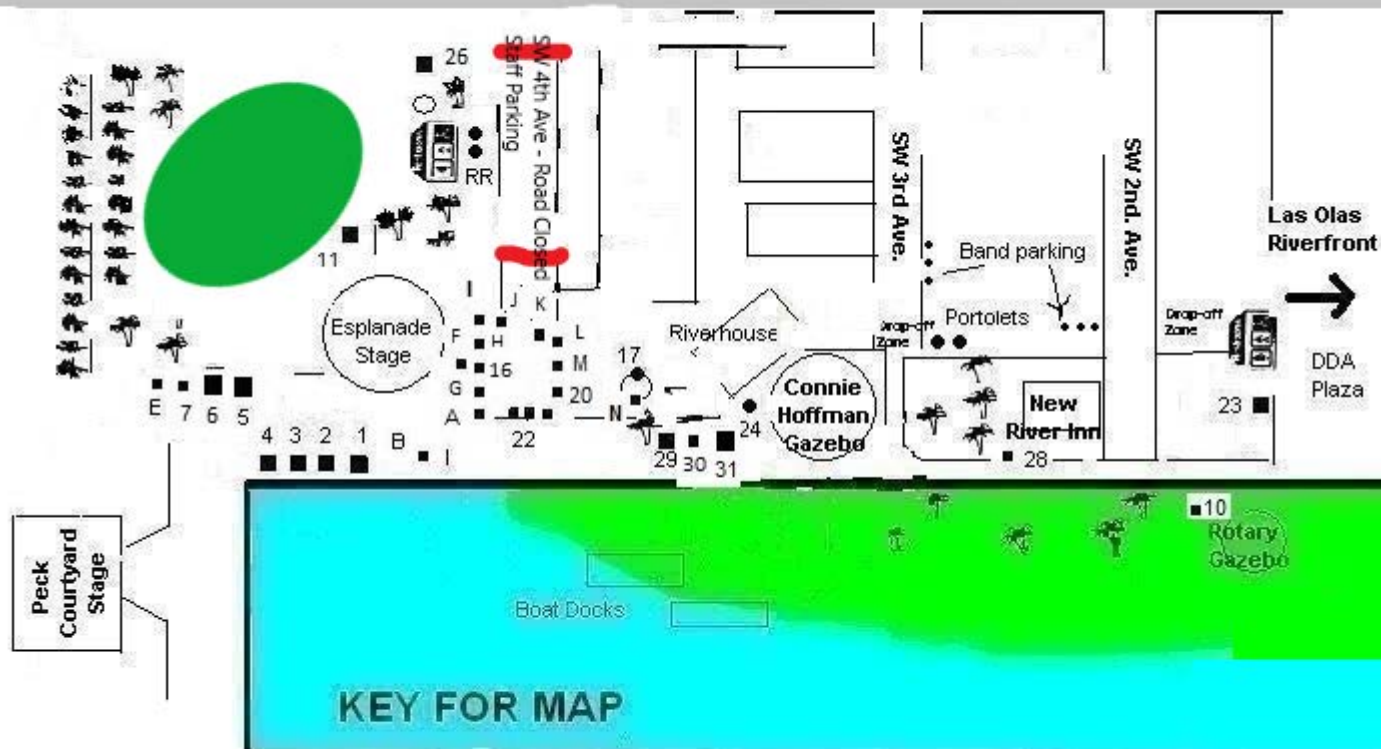 26
SW 4th Ave - Road Closed
Staff Parking
RR
SW 3rd Ave.
SW 2nd. Ave.
Las Olas
Riverfront
Band parking
11
I
J
K
Esplanade
Stage
F
H
L
Riverhouse
Drop-off
Zone
Portolets
Drop-off
Zone
17
16
M
DDA
Plaza
E
7
6
5
G
20
Connie
Hoffman
Gazebo
New
River Inn
23
A
N
24
22
4
3
2
1
B
29
30
31
28
10
Rotary
Gazebo
Peck
Courtyard
Stage
Boat Docks
KEY FOR MAP